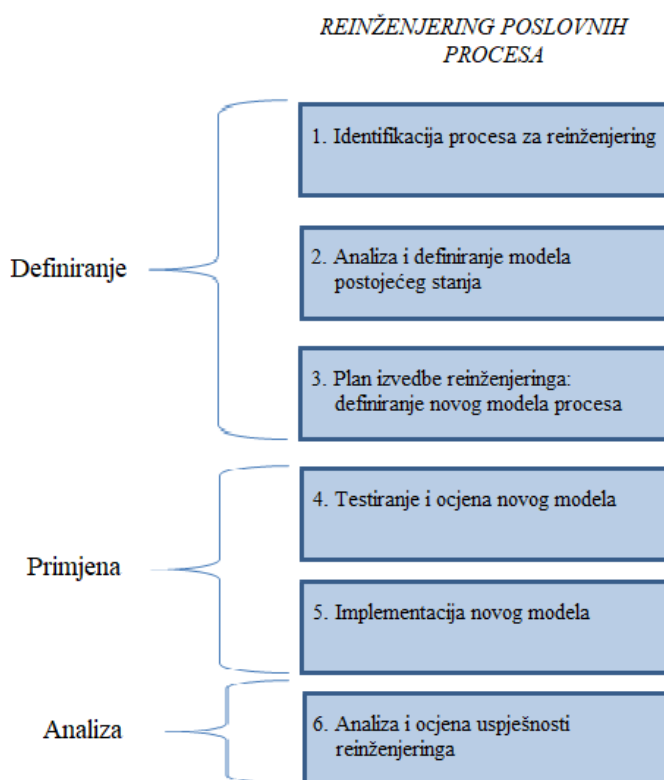 REINŽENJERING POSLOVNIH
PROCESA
Definiranje
1. Identifikacija procesa za reinženjering
2. Analiza i definiranje modela
postojećeg stanja
3. Plan izvedbe reinženjeringa:
definiranje novog modela procesa
Primjena
4. Testiranje i ocjena novog modela
5. Implementacija novog modela
Analiza
6. Analiza i ocjena uspješnosti
reinženjeringa